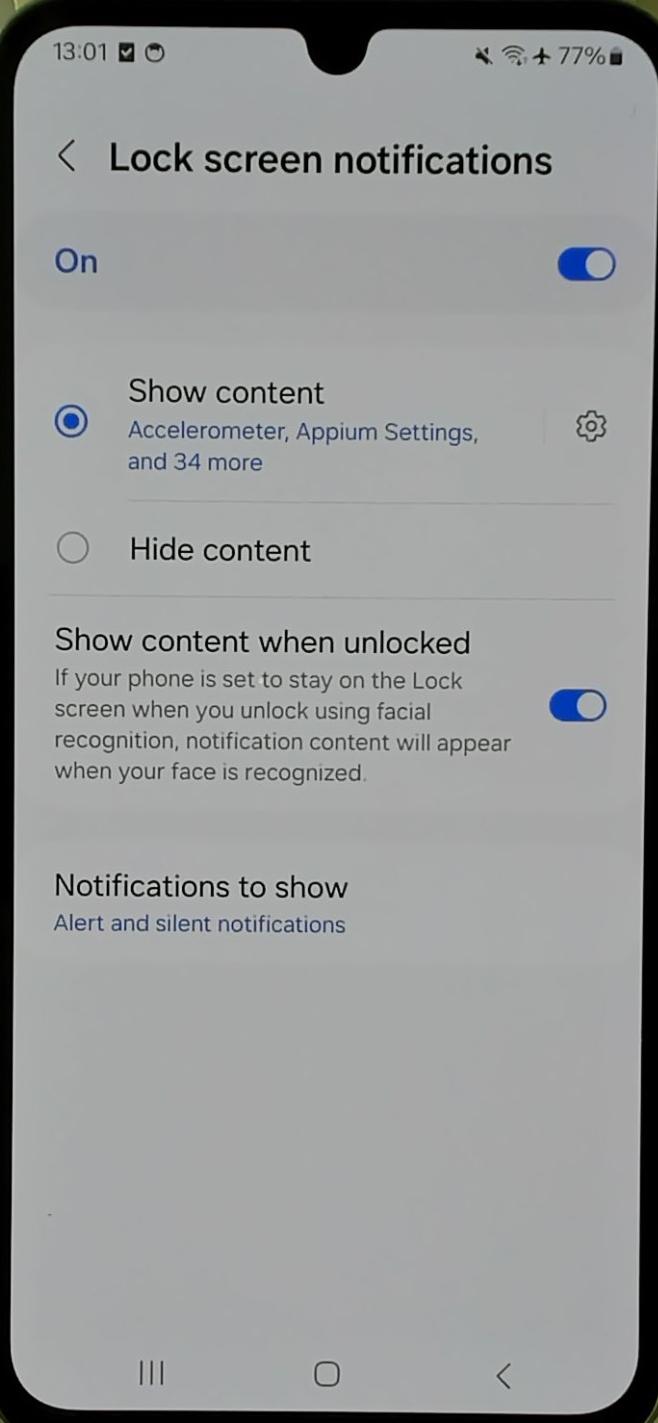 13:01 77%
Lock screen notifications
On
Show content
Accelerometer, Appium Settings,
and 34 more
Hide content
Show content when unlocked
If your phone is set to stay on the Lock
screen when you unlock using facial
recognition, notification content will appear
when your face is recognized.
Notifications to show
Alert and silent notifications